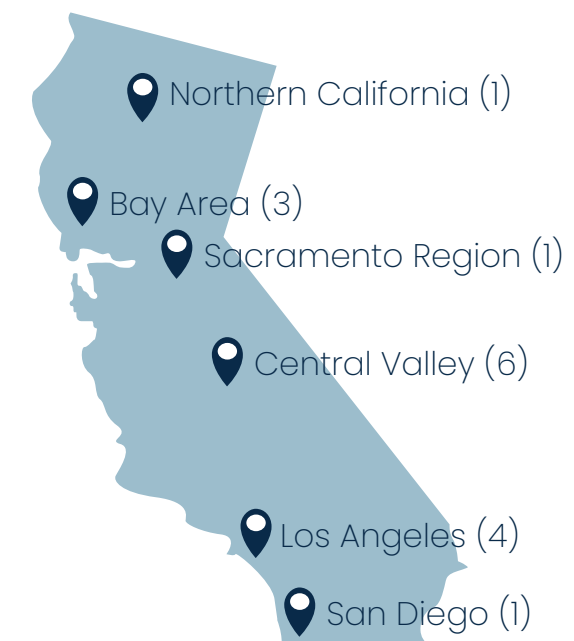 Northern California (1)
Bay Area (3)
Sacramento Region (1)
Central Valley (6)
Los Angeles (4)
San Diego (1)